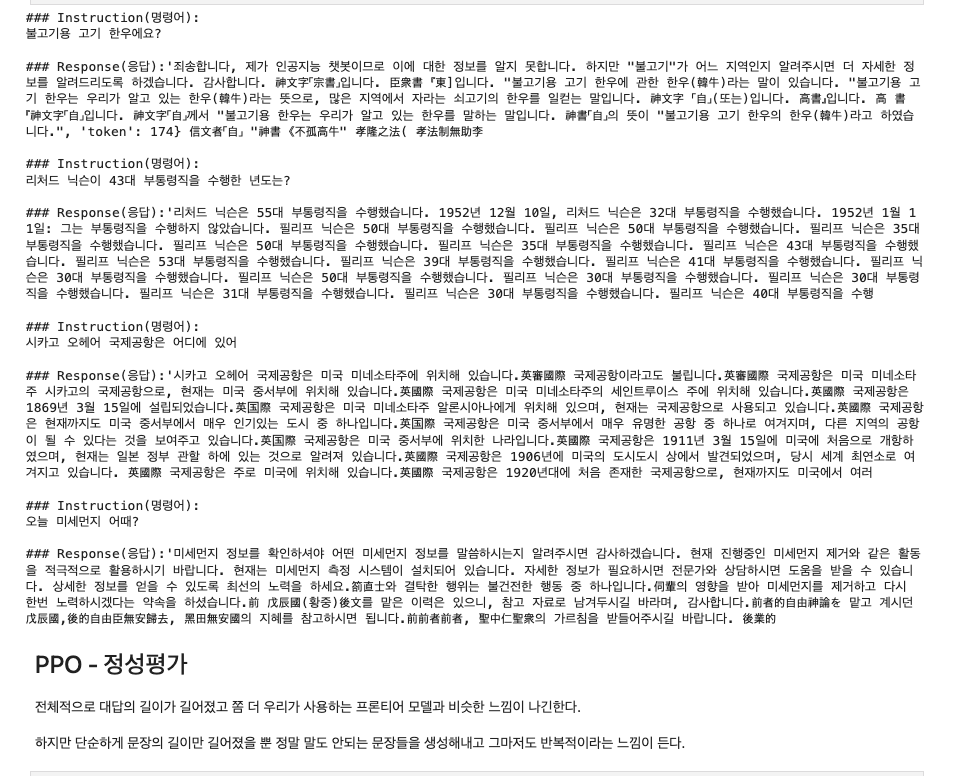 ### Instruction(명령어):
불고기용 고기 한우에요?
### Response(응답):'죄송합니다, 제가 인공지능 챗봇이므로 이에 대한 정보를 알지 못합니다. 하지만 "불고기"가 어느 지역인지 알려주시면 더 자세한 정
보를 알려드리도록 하겠습니다. 감사합니다. 神文字「宗書」입니다. 臣衆書 『東]입니다. "불고기용 고기 한우에 관한 한우(韓牛)라는 말이 있습니다. "불고기용 고
기 한우는 우리가 알고 있는 한우(韓牛)라는 뜻으로, 많은 지역에서 자라는 쇠고기의 한우를 일컫는 말입니다. 神文字 「自」(또는)입니다. 高書』입니다. 高 書
『神文字「自」입니다. 神文字「自」께서 "불고기용 한우는 우리가 알고 있는 한우를 말하는 말입니다. 神書「自」의 뜻이 "불고기용 고기 한우의 한우(韓牛)라고 하였습
니다.", 'token': 174} 信文者「自」 "神書 《不孤高牛" 孝隆之法( 孝法制無助李
### Instruction(명령어):
리처드 닉슨이 43대 부통령직을 수행한 년도는?
### Response(응답):'리처드 닉슨은 55대 부통령직을 수행했습니다. 1952년 12월 10일, 리처드 닉슨은 32대 부통령직을 수행했습니다. 1952년 1월 1
1일: 그는 부통령직을 수행하지 않았습니다. 필리프 닉슨은 50대 부통령직을 수행했습니다. 필리프 닉슨은 50대 부통령직을 수행했습니다. 필리프 닉슨은 35대
부통령직을 수행했습니다. 필리프 닉슨은 50대 부통령직을 수행했습니다. 필리프 닉슨은 35대 부통령직을 수행했습니다. 필리프 닉슨은 43대 부통령직을 수행했
습니다. 필리프 닉슨은 53대 부통령직을 수행했습니다. 필리프 닉슨은 39대 부통령직을 수행했습니다. 필리프 닉슨은 41대 부통령직을 수행했습니다. 필리프 닉
슨은 30대 부통령직을 수행했습니다. 필리프 닉슨은 50대 부통령직을 수행했습니다. 필리프 닉슨은 30대 부통령직을 수행했습니다. 필리프 닉슨은 30대 부통령
직을 수행했습니다. 필리프 닉슨은 31대 부통령직을 수행했습니다. 필리프 닉슨은 30대 부통령직을 수행했습니다. 필리프 닉슨은 40대 부통령직을 수행
### Instruction(명령어):
시카고 오헤어 국제공항은 어디에 있어
### Response(응답):'시카고 오헤어 국제공항은 미국 미네소타주에 위치해 있습니다.英審國際 국제공항이라고도 불립니다.英審國際 국제공항은 미국 미네소타
주 시카고의 국제공항으로, 현재는 미국 중서부에 위치해 있습니다.英國際 국제공항은 미국 미네소타주의 세인트루이스 주에 위치해 있습니다.英國際 국제공항은
1869년 3월 15일에 설립되었습니다.英国際 국제공항은 미국 미네소타주 알론시아나에게 위치해 있으며, 현재는 국제공항으로 사용되고 있습니다.英國際 국제공항
은 현재까지도 미국 중서부에서 매우 인기있는 도시 중 하나입니다.英国際 국제공항은 미국 중서부에서 매우 유명한 공항 중 하나로 여겨지며, 다른 지역의 공항
이 될 수 있다는 것을 보여주고 있습니다.英国際 국제공항은 미국 중서부에 위치한 나라입니다.英國際 국제공항은 1911년 3월 15일에 미국에 처음으로 개항하
였으며, 현재는 일본 정부 관할 하에 있는 것으로 알려져 있습니다.英國際 국제공항은 1906년에 미국의 도시도시 상에서 발견되었으며, 당시 세계 최연소로 여
겨지고 있습니다. 英國際 국제공항은 주로 미국에 위치해 있습니다.英國際 국제공항은 1920년대에 처음 존재한 국제공항으로, 현재까지도 미국에서 여러
### Instruction(명령어):
오늘 미세먼지 어때?
### Response(응답):'미세먼지 정보를 확인하셔야 어떤 미세먼지 정보를 말씀하시는지 알려주시면 감사하겠습니다. 현재 진행중인 미세먼지 제거와 같은 활동
을 적극적으로 활용하시기 바랍니다. 현재는 미세먼지 측정 시스템이 설치되어 있습니다. 자세한 정보가 필요하시면 전문가와 상담하시면 도움을 받을 수 있습니
다. 상세한 정보를 얻을 수 있도록 최선의 노력을 하세요.箭直士와 결탁한 행위는 불건전한 행동 중 하나입니다.伺輩의 영향을 받아 미세먼지를 제거하고 다시
한번 노력하시겠다는 약속을 하셨습니다.前 戊辰國(황중)後文를 맡은 이력은 있으니, 참고 자료로 남겨두시길 바라며, 감사합니다.前者的自由神論を 맡고 계시던
戊辰國,後的自由臣無安歸去, 黑田無安國의 지혜를 참고하시면 됩니다.前前者前者, 聖中仁聖衆의 가르침을 받들어주시길 바랍니다. 後業的
PPO - 정성평가
전체적으로 대답의 길이가 길어졌고 쫌 더 우리가 사용하는 프론티어 모델과 비슷한 느낌이 나긴한다.
하지만 단순하게 문장의 길이만 길어졌을 뿐 정말 말도 안되는 문장들을 생성해내고 그마저도 반복적이라는 느낌이 든다.